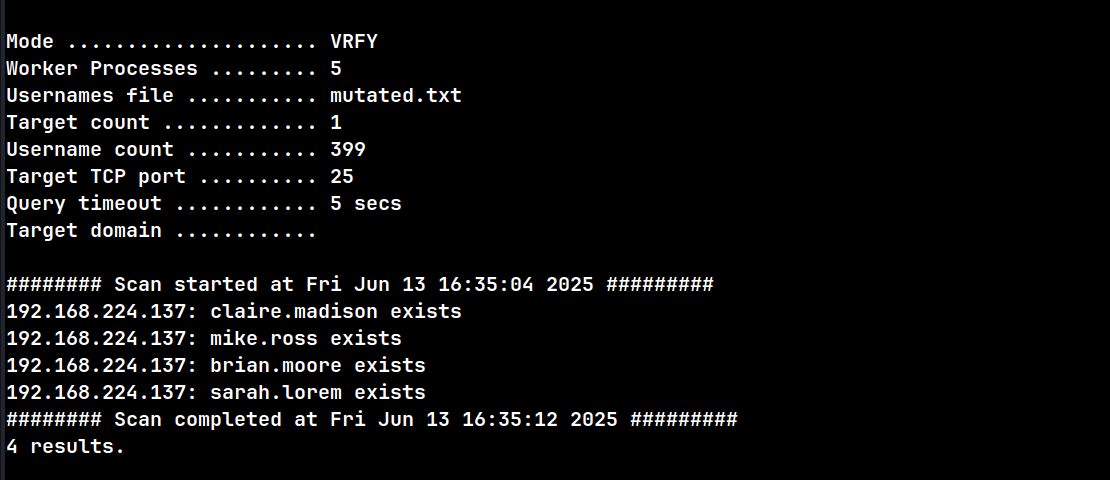 Mode ..................... VRFY
Worker Processes ......... 5
Usernames file ........... mutated.txt
Target count ............. 1
Username count ........... 399
Target TCP port .......... 25
Query timeout ............ 5 secs
Target domain ............
######## Scan started at Fri Jun 13 16:35:04 2025 #########
192.168.224.137: claire.madison exists
192.168.224.137: mike.ross exists
192.168.224.137: brian.moore exists
192.168.224.137: sarah.lorem exists
######## Scan completed at Fri Jun 13 16:35:12 2025 #########
4 results.